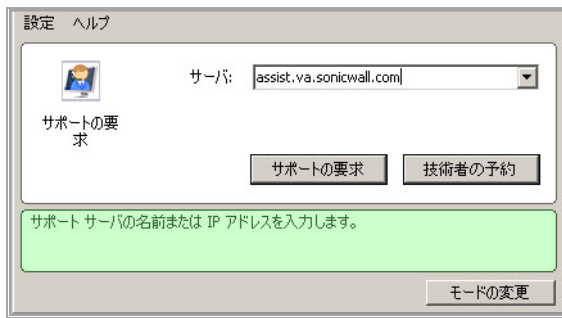 設定 ヘルプ
サーバ: assist.va.sonicwall.com
サポートの要
求
サポートの要求 技術者の予約
サポート サーバの名前または IP アドレスを入力します。
モードの変更